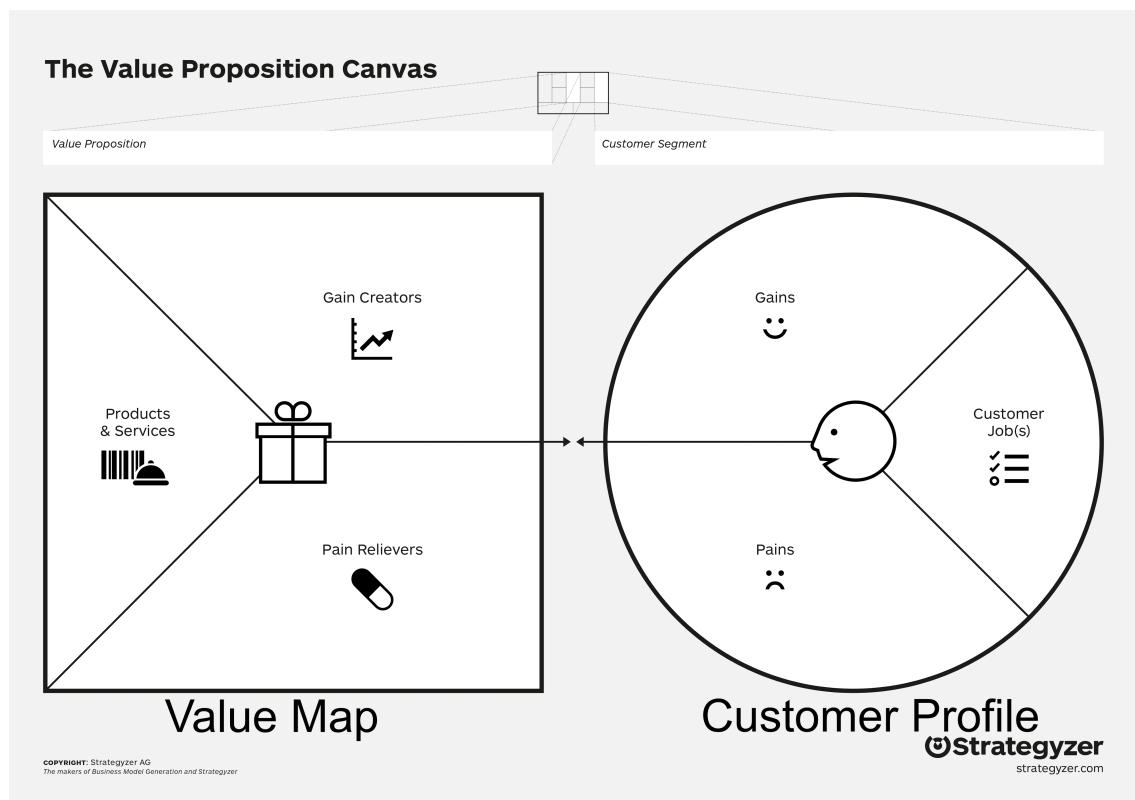 The Value Proposition Canvas
Value Proposition
Customer Segment
Gain Creators
Gains
Products
& Services
Customer
Job(s)
Pain Relievers
Pains
Value Map
Customer Profile
Strategyzer
COPYRIGHT: Strategyzer AG
The makers of Business Model Generation and Strategyzer
strategyzer.com